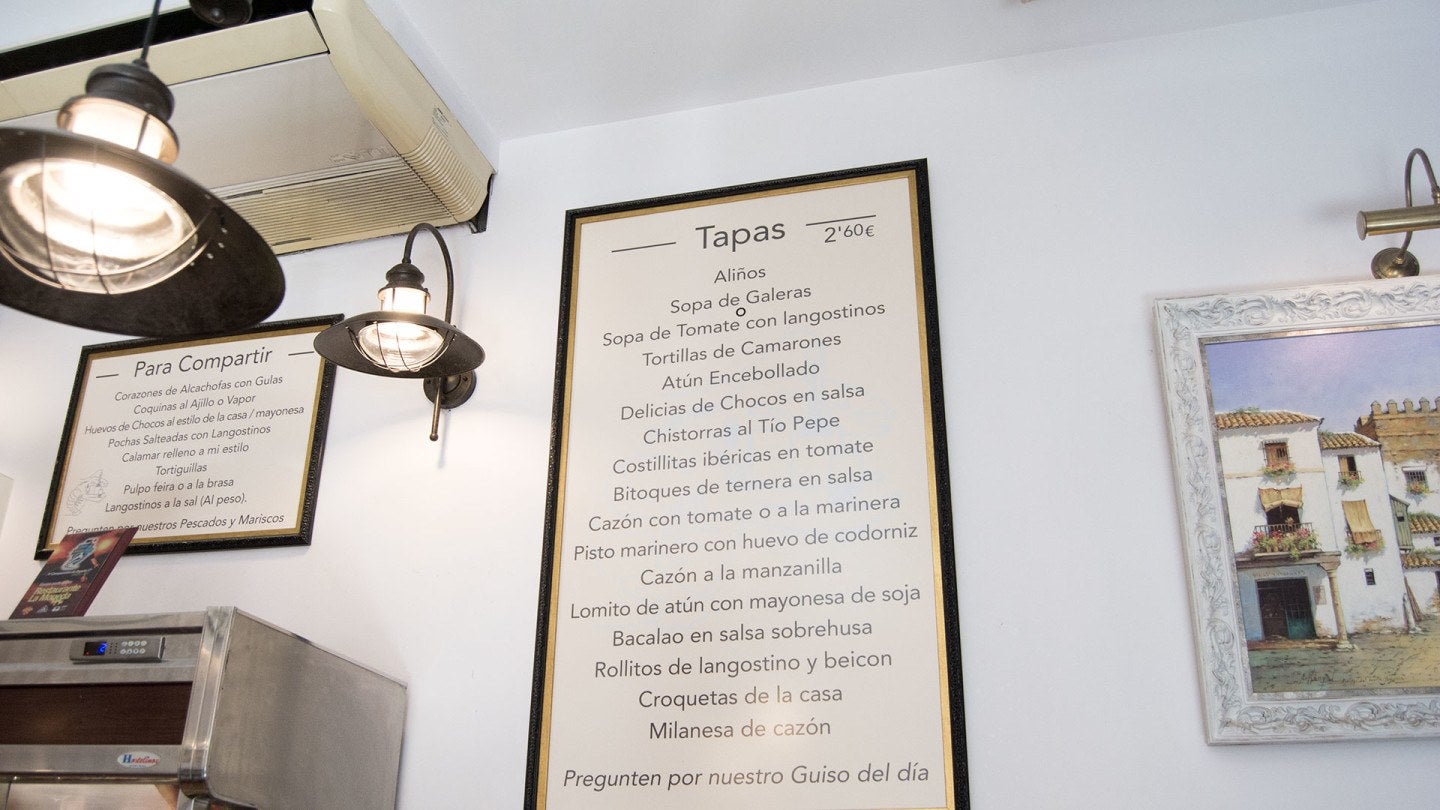 Tapas 2'60€
Aliños
Sopa de Galeras
o
Sopa de Tomate con langostinos
Tortillas de Camarones
Atún Encebollado
Delicias de Chocos en salsa
Chistorras al Tío Pepe
Costillitas ibéricas en tomate
Bitoques de ternera en salsa
Cazón con tomate o a la marinera
Pisto marinero con huevo de codorniz
Cazón a la manzanilla
Lomito de atún con mayonesa de soja
Bacalao en salsa sobrehusa
Rollitos de langostino y beicon
Croquetas de la casa
Milanesa de cazón
Pregunten por nuestro Guiso del día
Para Compartir
Corazones de Alcachofas con Gulas
Coquinas al Ajillo o Vapor
Huevos de Chocos al estilo de la casa / mayonesa
Pochas Salteadas con Langostinos
Calamar relleno a mi estilo
Tortiguillas
Pulpo feira o a la brasa
Langostinos a la sal (Al peso).
Pregunten por nuestros Pescados y Mariscos
Restaurante